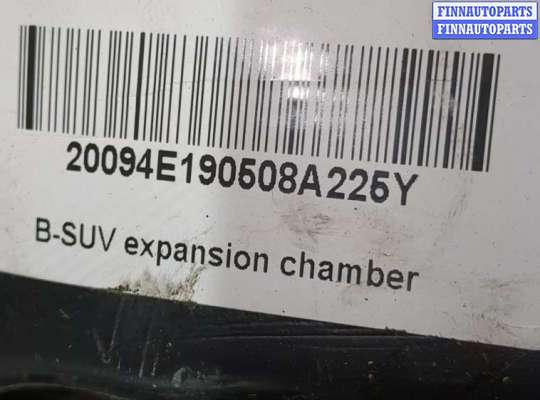 FINNAUTOPARTS
FINNAUTOPARTS
20094E190508A225Y
B-SUV expansion chamber